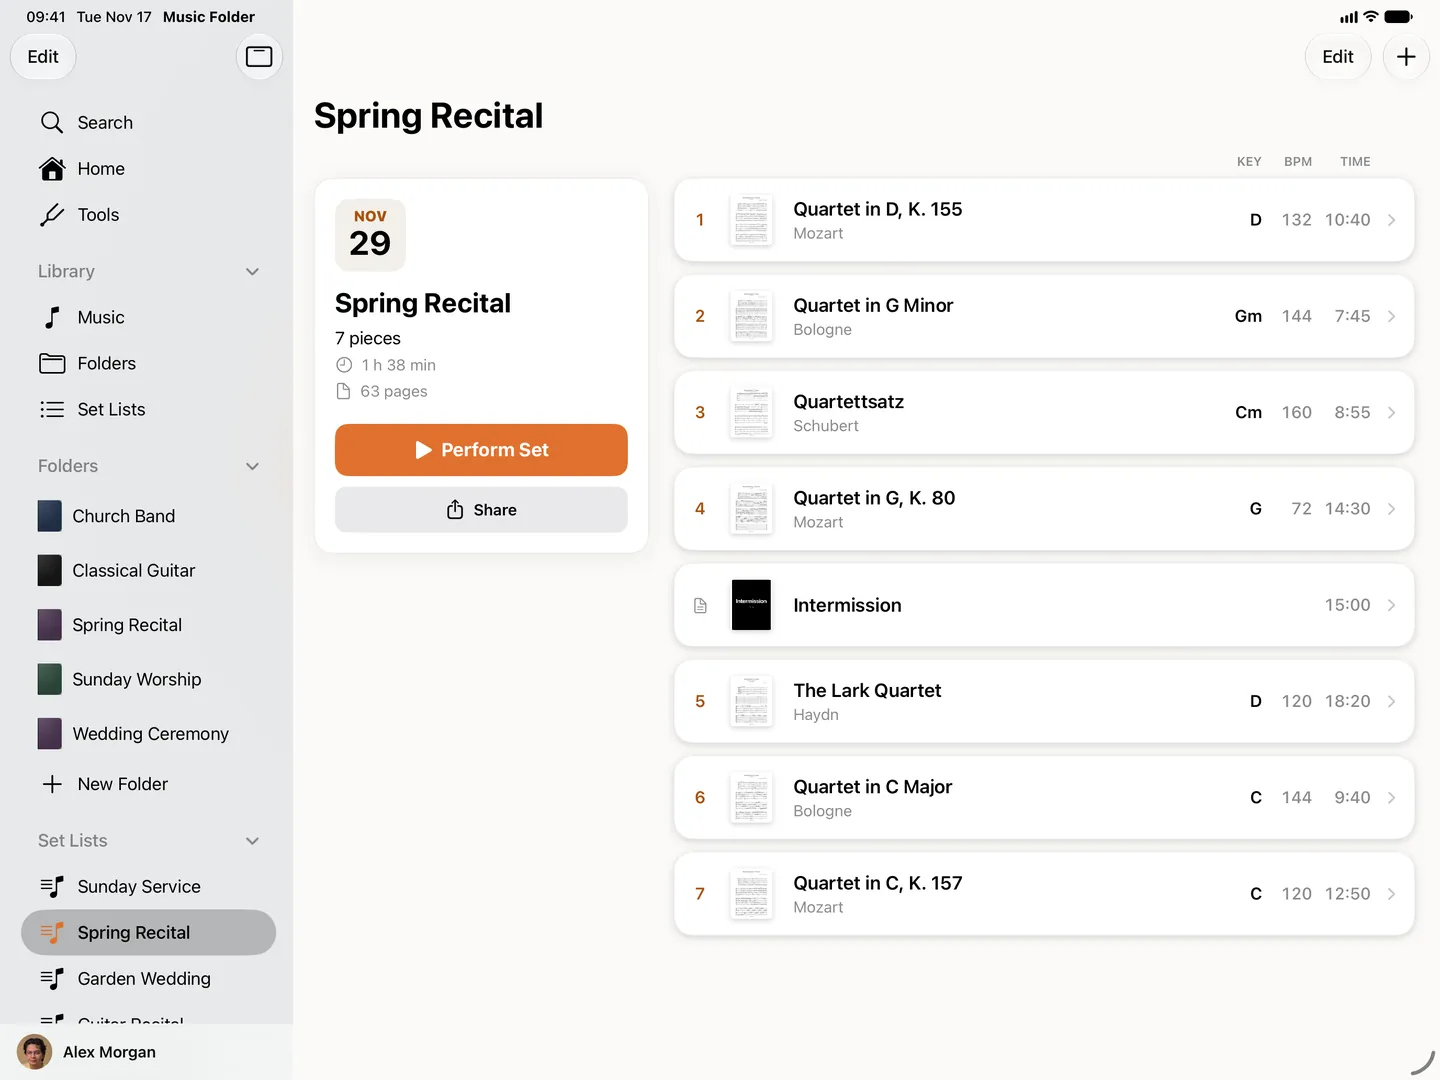 09:41 Tue Nov 17 Music Folder
Edit
Search
Home
Tools
Library
Music
Folders
Set Lists
Folders
Church Band
Classical Guitar
Spring Recital
Sunday Worship
Wedding Ceremony
New Folder
Set Lists
Sunday Service
Spring Recital
Garden Wedding
Guitar Recital
Alex Morgan
Edit
Spring Recital
NOV
29
Spring Recital
7 pieces
1 h 38 min
63 pages
Perform Set
Share
KEY BPM TIME
1 Quartet in D, K. 155 D 132 10:40
Mozart
2 Quartet in G Minor Gm 144 7:45
Bologne
3 Quartettsatz Cm 160 8:55
Schubert
4 Quartet in G, K. 80 G 72 14:30
Mozart
Intermission
Intermission 15:00
5 The Lark Quartet D 120 18:20
Haydn
6 Quartet in C Major C 144 9:40
Bologne
7 Quartet in C, K. 157 C 120 12:50
Mozart